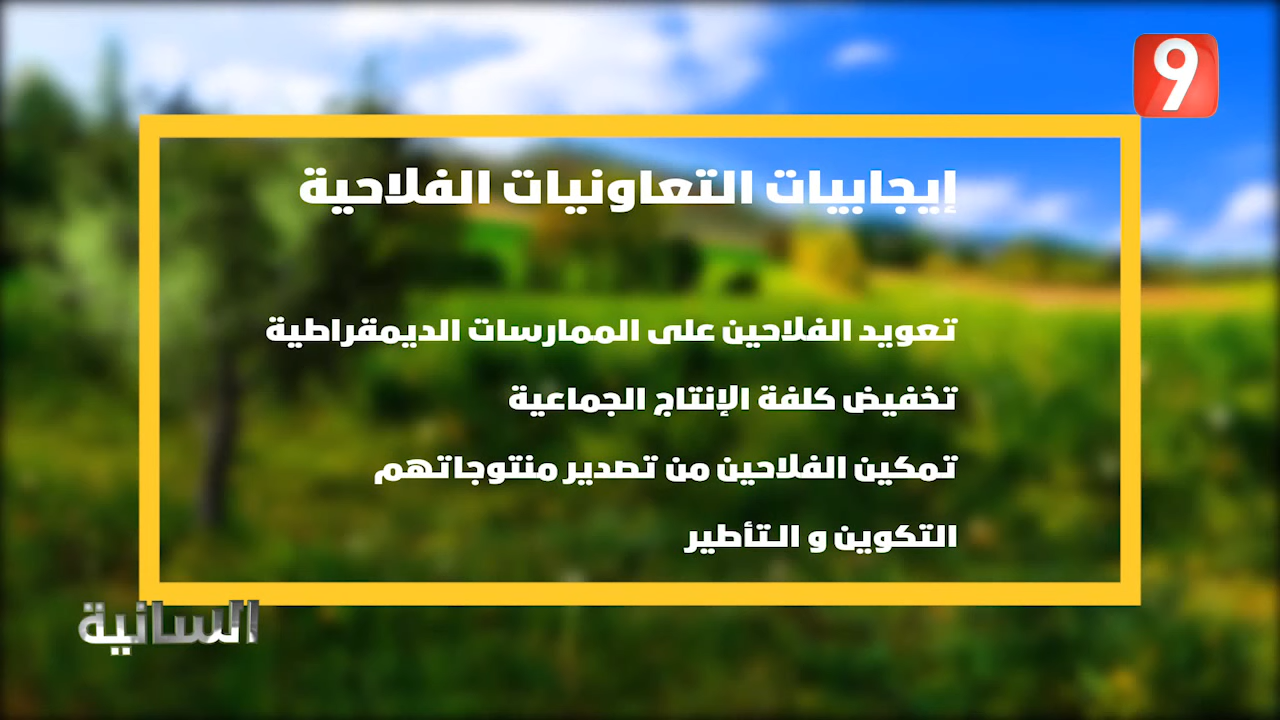 9
إيجابيات التعاونيات الفلاحية
تعويد الفلاحين على الممارسات الديمقراطية
تخفيض كلفة الإنتاج الجماعية
تمكين الفلاحين من تصدير منتوجاتهم
التكوين و التأطير
السانية